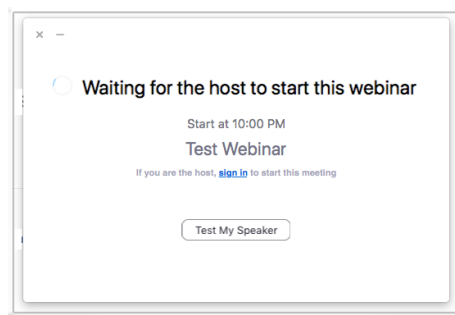 Waiting for the host to start this webinar
Start at 10:00 PM
Test Webinar
If you are the host, sign in to start this meeting
Test My Speaker